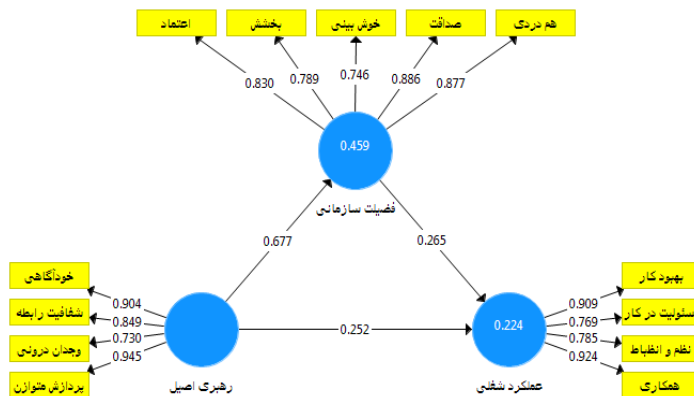 هم دردی
صداقت
خوش بینی
بخشش
اعتماد
0.877
0.886
0.746
0.789
0.830
0.459
فضیلت سازمانی
0.265
0.677
بهبود کار
سئولیت در کار
نظم و انظباط
همکاری
0.909
0.769
0.785
0.924
0.224
عملکرد شغلی
0.252
رهبری اصیل
0.904
0.849
0.730
0.945
خودآگاهی
شفافیت رابطه
وجدان درونی
پردازش متوازن